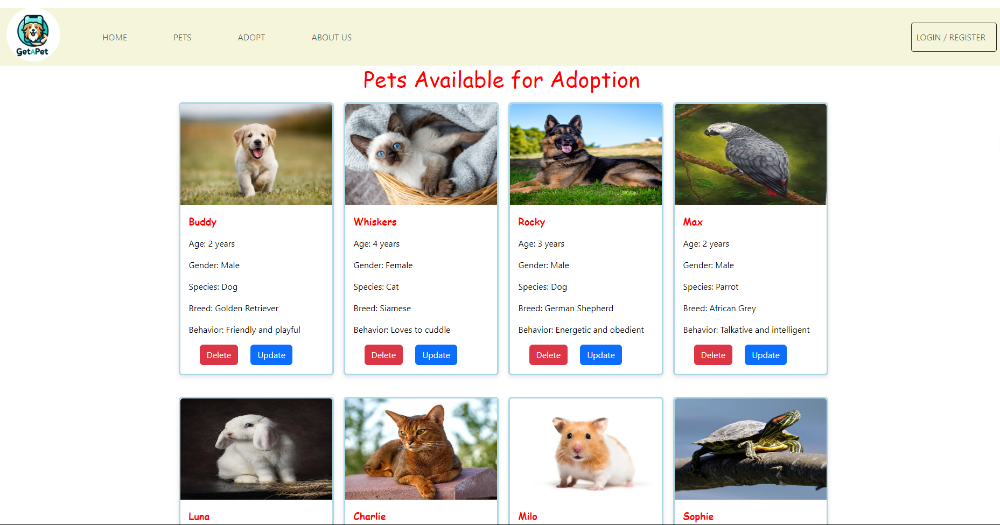 GetAPet
HOME
PETS
ADOPT
ABOUT US
LOGIN / REGISTER
Pets Available for Adoption
Buddy
Age: 2 years
Gender: Male
Species: Dog
Breed: Golden Retriever
Behavior: Friendly and playful
Delete
Update
Whiskers
Age: 4 years
Gender: Female
Species: Cat
Breed: Siamese
Behavior: Loves to cuddle
Delete
Update
Rocky
Age: 3 years
Gender: Male
Species: Dog
Breed: German Shepherd
Behavior: Energetic and obedient
Delete
Update
Max
Age: 2 years
Gender: Male
Species: Parrot
Breed: African Grey
Behavior: Talkative and intelligent
Delete
Update
Luna
Charlie
Milo
Sophie